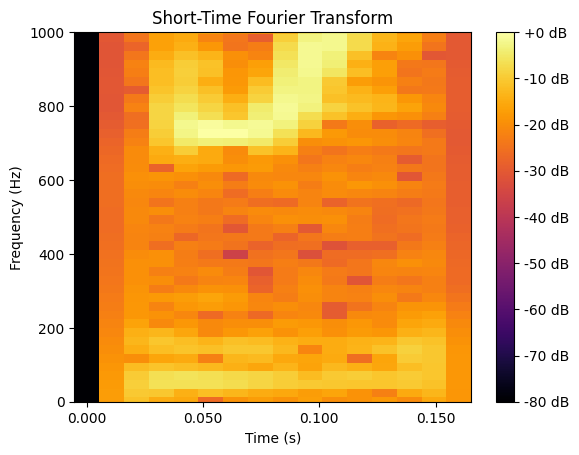 Short-Time Fourier Transform
1000
800
600
400
200
0
Frequency (Hz)
0.000
0.050
0.100
0.150
Time (s)
+0 dB
-10 dB
-20 dB
-30 dB
-40 dB
-50 dB
-60 dB
-70 dB
-80 dB